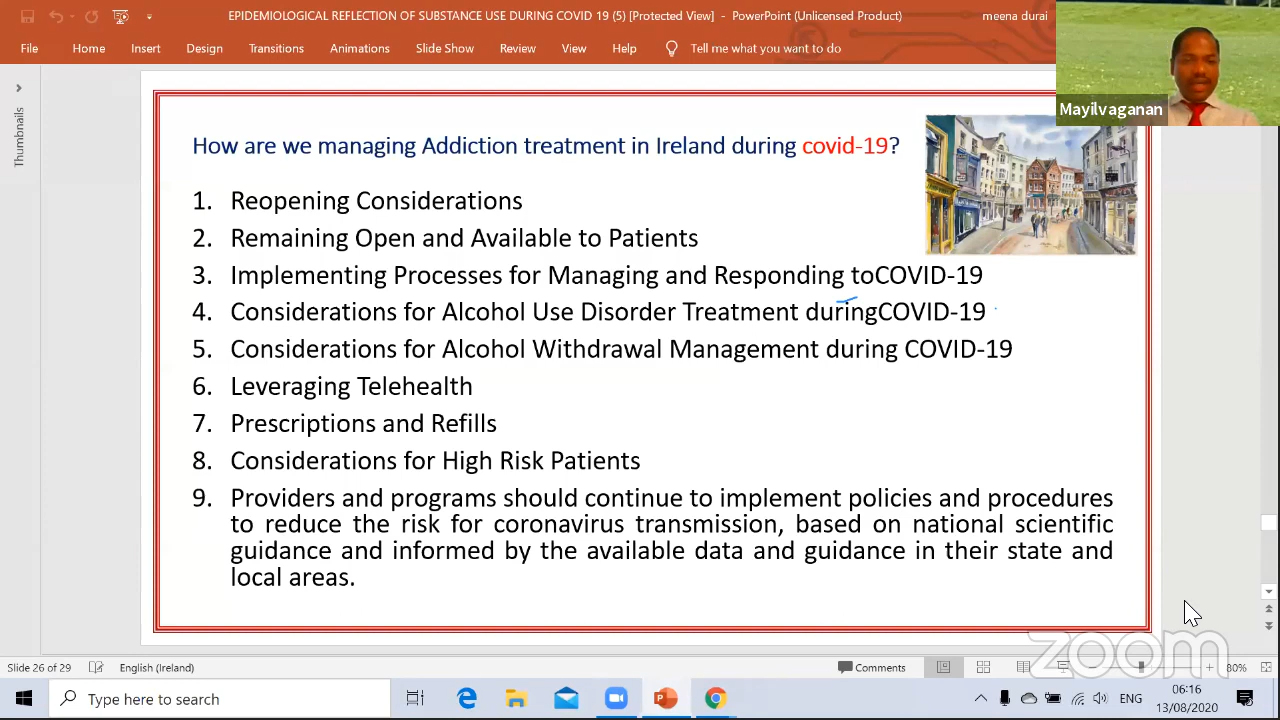 EPIDEMIOLOGICAL REFLECTION OF SUBSTANCE USE DURING COVID 19 (5) [Protected View] - PowerPoint (Unlicensed Product)
meena durai
File Home Insert Design Transitions Animations Slide Show Review View Help Tell me what you want to do
Mayilvaganan
Thumbnails
How are we managing Addiction treatment in Ireland during covid-19?
1. Reopening Considerations
2. Remaining Open and Available to Patients
3. Implementing Processes for Managing and Responding toCOVID-19
4. Considerations for Alcohol Use Disorder Treatment duringCOVID-19
5. Considerations for Alcohol Withdrawal Management during COVID-19
6. Leveraging Telehealth
7. Prescriptions and Refills
8. Considerations for High Risk Patients
9. Providers and programs should continue to implement policies and procedures
to reduce the risk for coronavirus transmission, based on national scientific
guidance and informed by the available data and guidance in their state and
local areas.
zoom
Slide 26 of 29 English (Ireland) Comments 80%
Type here to search
ENG
06:16
13/08/2020